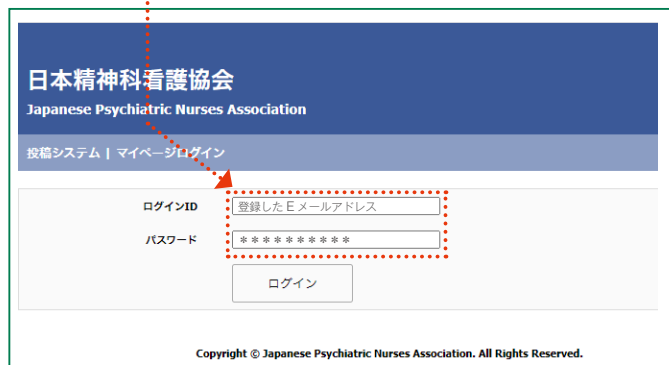 日本精神科看護協会
Japanese Psychiatric Nurses Association
投稿システム | マイページログイン
ログインID 登録したEメールアドレス
パスワード **********
ログイン
Copyright © Japanese Psychiatric Nurses Association. All Rights Reserved.